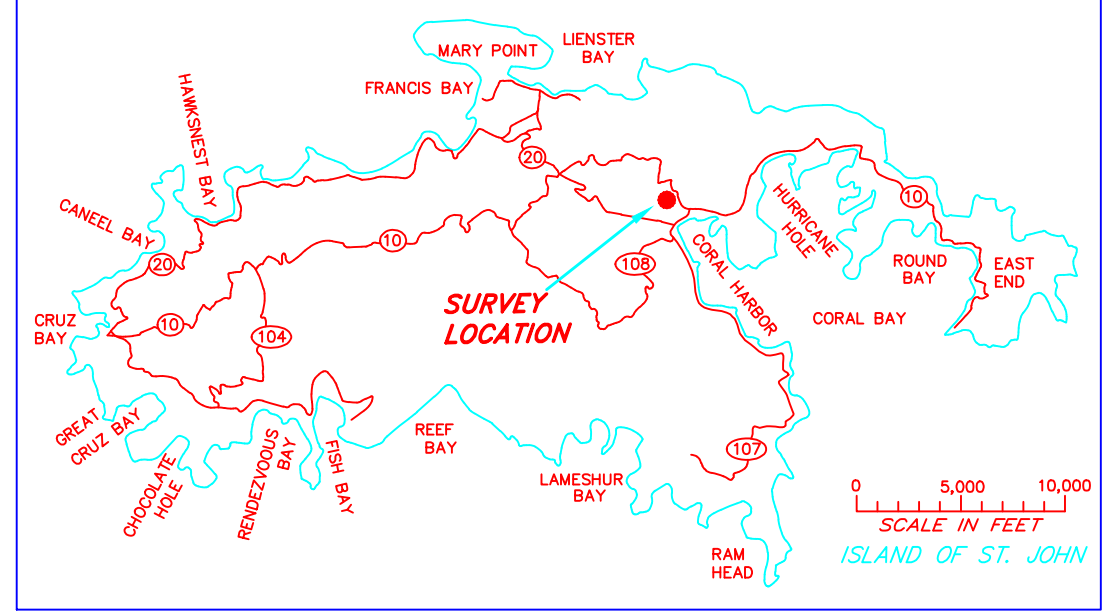 MARY POINT
LIENSTER
BAY
FRANCIS BAY
HAWKSNEST BAY
CANEEL BAY
20
20
10
10
10
104
108
107
HURRICANE
HOLE
CORAL HARBOR
ROUND
BAY
EAST
END
CORAL BAY
SURVEY
LOCATION
CRUZ
BAY
GREAT
CRUZ BAY
CHOCOLATE
HOLE
RENDEZVOOUS
BAY
FISH BAY
REEF
BAY
LAMESHUR
BAY
RAM
HEAD
0 5,000 10,000
SCALE IN FEET
ISLAND OF ST. JOHN